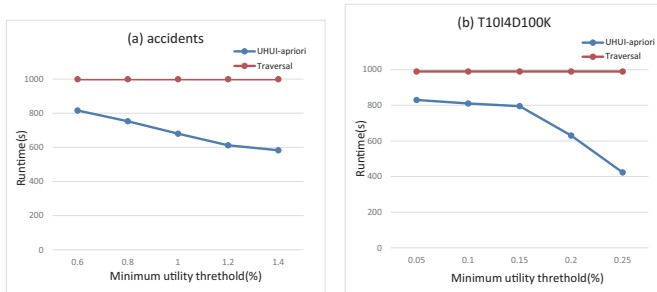 (a) accidents
UHUI-apriori
Traversal
1000
800
600
400
200
0
Runtime(s)
0.6 0.8 1 1.2 1.4
Minimum utility threthold(%)
(b) T10I4D100K
UHUI-apriori
Traversal
1000
800
600
400
200
0
Runtime(s)
0.05 0.1 0.15 0.2 0.25
Minimum utility threthold(%)